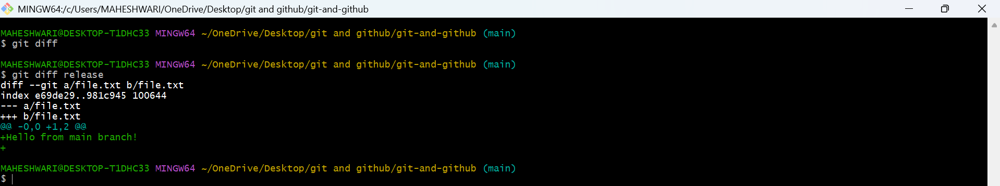 MINGW64:/c/Users/MAHESHWARI/OneDrive/Desktop/git and github/git-and-github
MAHESHWARI@DESKTOP-T1DHC33 MINGW64 ~/OneDrive/Desktop/git and github/git-and-github (main)
$ git diff
MAHESHWARI@DESKTOP-T1DHC33 MINGW64 ~/OneDrive/Desktop/git and github/git-and-github (main)
$ git diff release
diff --git a/file.txt b/file.txt
index e69de29..981c945 100644
--- a/file.txt
+++ b/file.txt
@@ -0,0 +1,2 @@
+Hello from main branch!
+
MAHESHWARI@DESKTOP-T1DHC33 MINGW64 ~/OneDrive/Desktop/git and github/git-and-github (main)
$